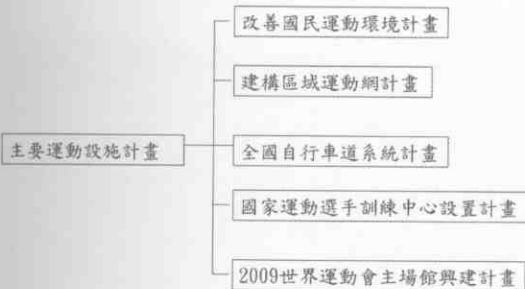 改善國民運動環境計畫
建構區域運動網計畫
主要運動設施計畫
全國自行車道系統計畫
國家運動選手訓練中心設置計畫
2009世界運動會主場館興建計畫